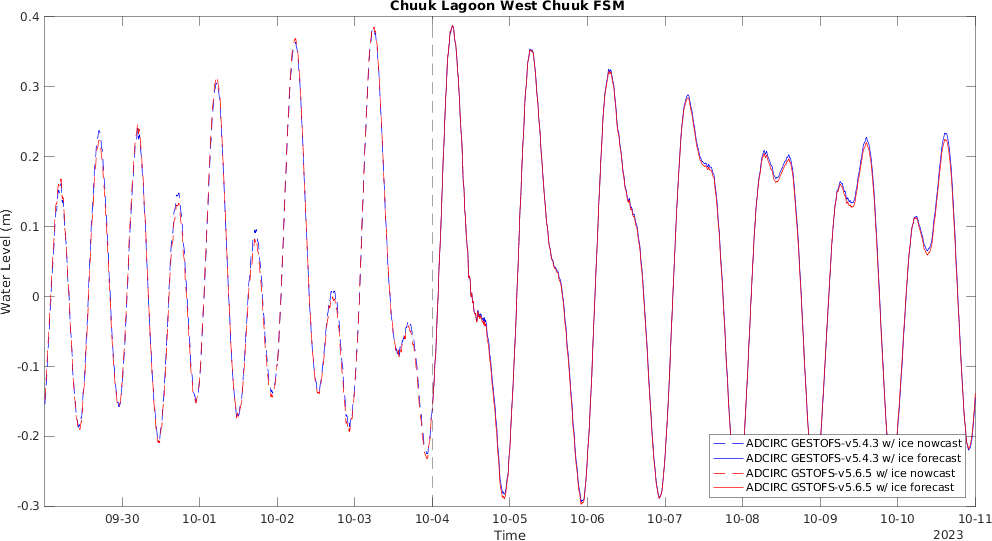 Chuuk Lagoon West Chuuk FSM
Water Level (m)
0.4
0.3
0.2
0.1
0
-0.1
-0.2
-0.3
ADCIRC GESTOFS-v5.4.3 w/ ice nowcast
ADCIRC GESTOFS-v5.4.3 w/ ice forecast
ADCIRC GSTOFS-v5.6.5 w/ ice nowcast
ADCIRC GSTOFS-v5.6.5 w/ ice forecast
09-30 10-01 10-02 10-03 10-04 10-05 10-06 10-07 10-08 10-09 10-10 10-11
Time
2023